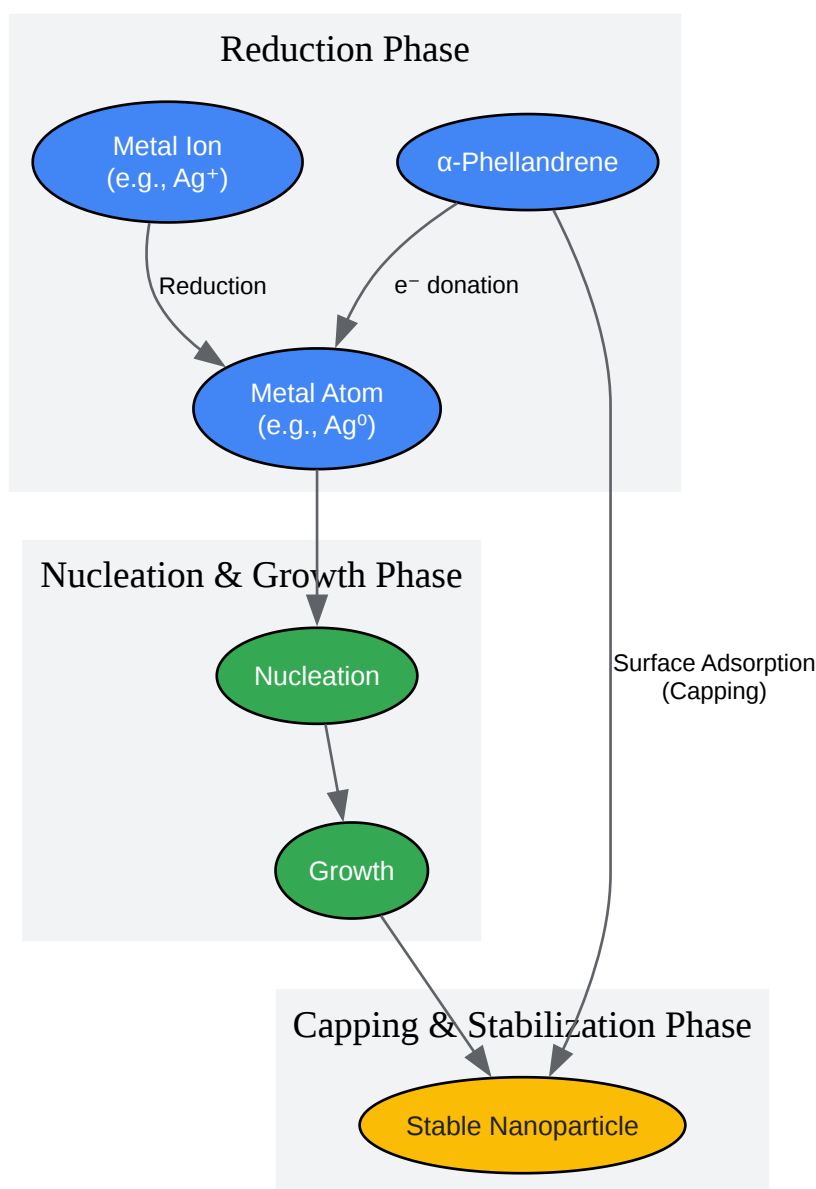 Reduction Phase
Metal Ion
(e.g., Ag⁺)
α-Phellandrene
Reduction
e⁻ donation
Metal Atom
(e.g., Ag⁰)
Nucleation & Growth Phase
Nucleation
Surface Adsorption
(Capping)
Growth
Capping & Stabilization Phase
Stable Nanoparticle